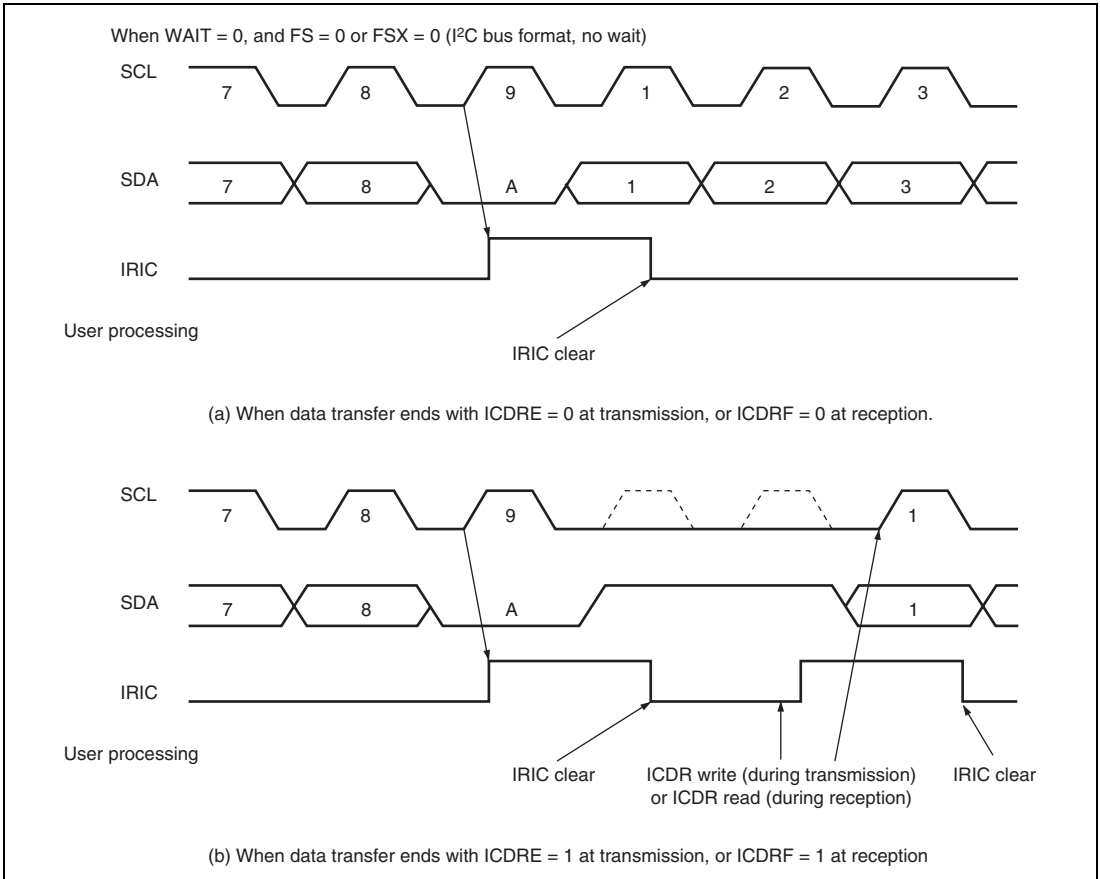 When WAIT = 0, and FS = 0 or FSX = 0 (I²C bus format, no wait)
SCL
7 8 9 1 2 3
SDA
7 8 A 1 2 3
IRIC
User processing
IRIC clear
(a) When data transfer ends with ICDRE = 0 at transmission, or ICDRF = 0 at reception.
SCL
7 8 9 1
SDA
7 8 A 1
IRIC
User processing
IRIC clear
ICDR write (during transmission)
or ICDR read (during reception)
IRIC clear
(b) When data transfer ends with ICDRE = 1 at transmission, or ICDRF = 1 at reception